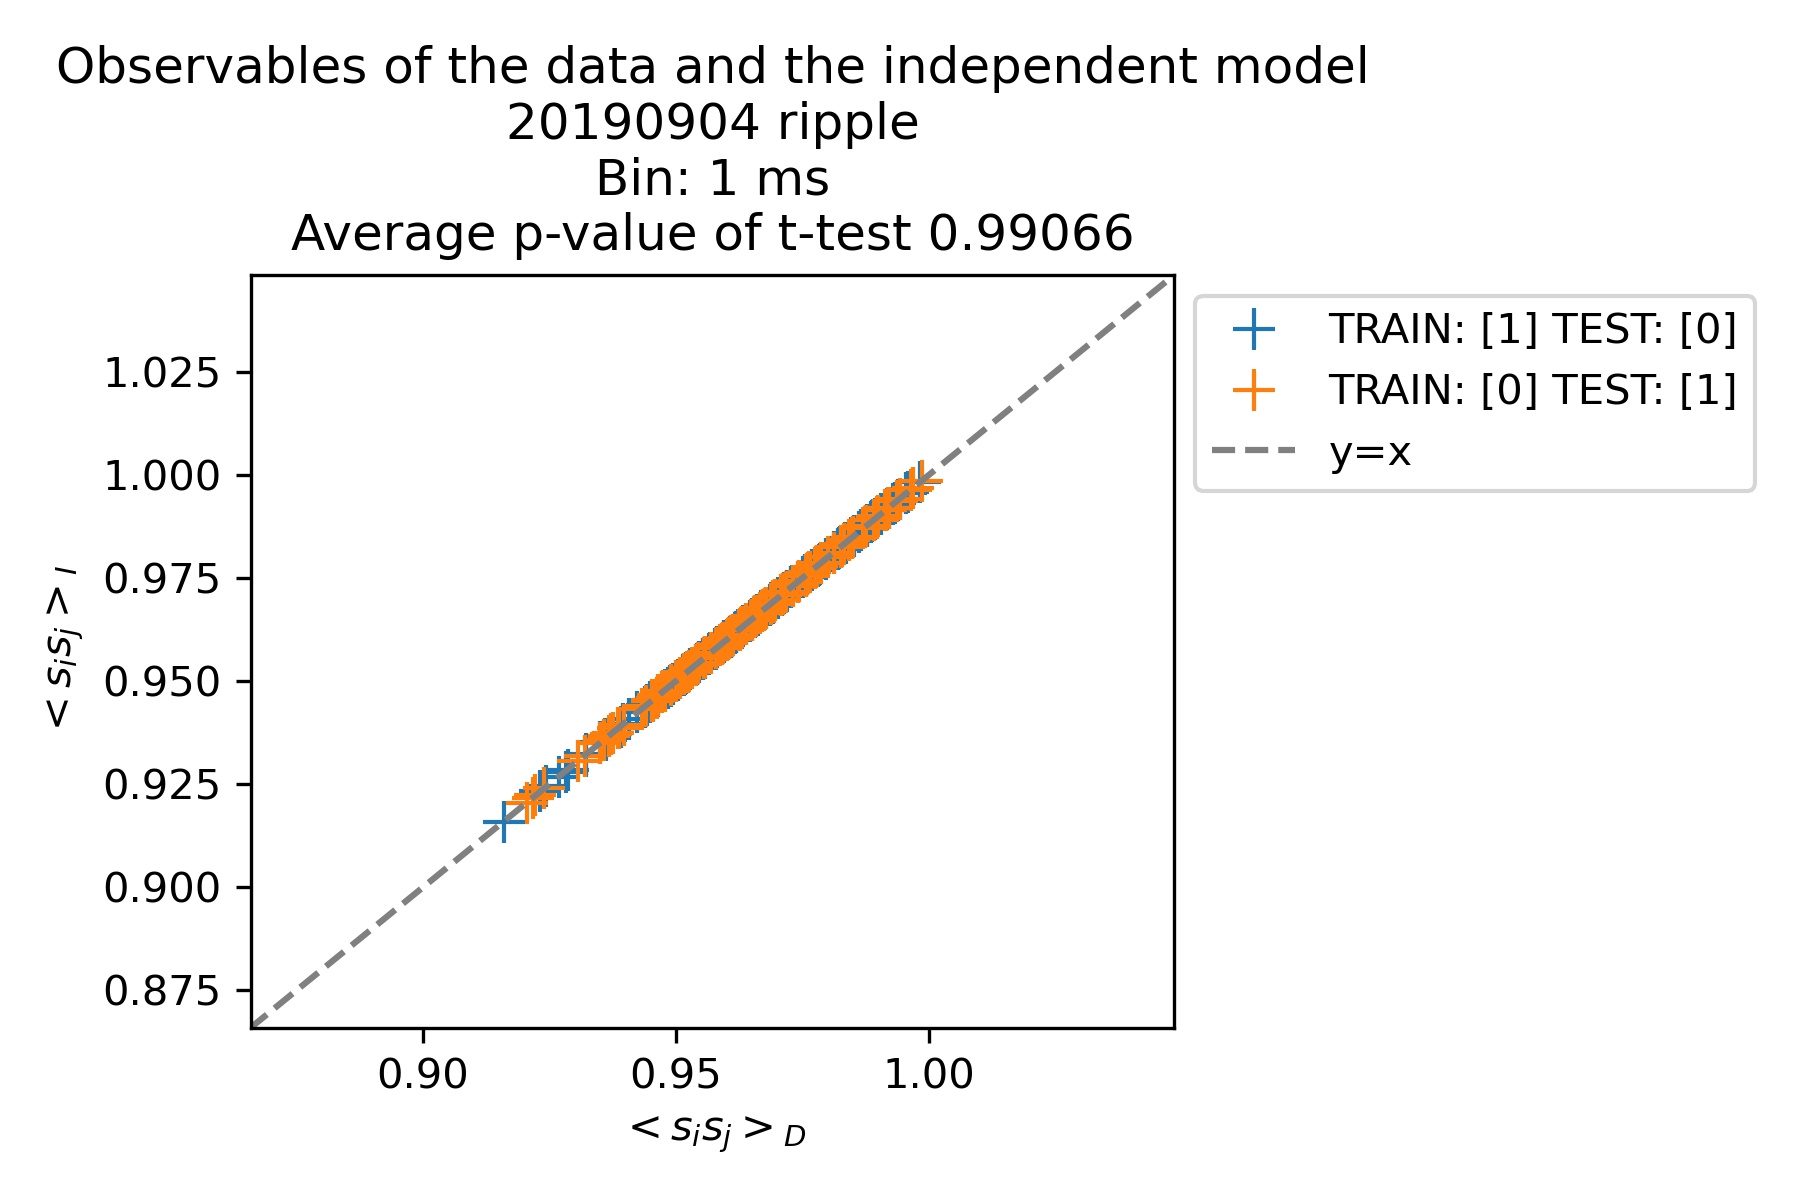 Observables of the data and the independent model
20190904 ripple
Bin: 1 ms
Average p-value of t-test 0.99066
TRAIN: [1] TEST: [0]
TRAIN: [0] TEST: [1]
y=x
1.025
1.000
0.975
0.950
0.925
0.900
0.875
< s_i s_j >_I
0.90 0.95 1.00
< s_i s_j >_D